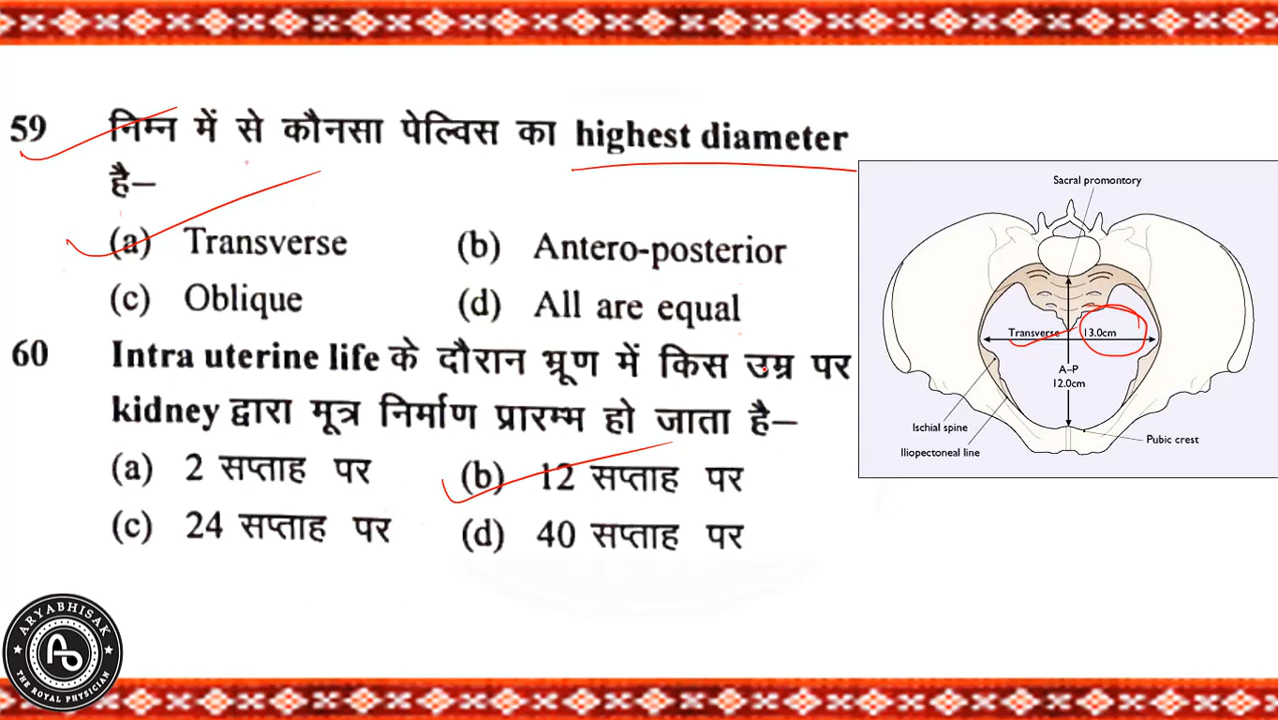 59 निम्न में से कौनसा पेल्विस का highest diameter
है–
(a) Transverse (b) Antero-posterior
(c) Oblique (d) All are equal
60 Intra uterine life के दौरान भ्रूण में किस उम्र पर
kidney द्वारा मूत्र निर्माण प्रारम्भ हो जाता है–
(a) 2 सप्ताह पर (b) 12 सप्ताह पर
(c) 24 सप्ताह पर (d) 40 सप्ताह पर
Sacral promontory
Transverse 13.0cm
A–P
12.0cm
Ischial spine
Pubic crest
Iliopectoneal line
ARYABHISAK
THE ROYAL PHYSICIAN